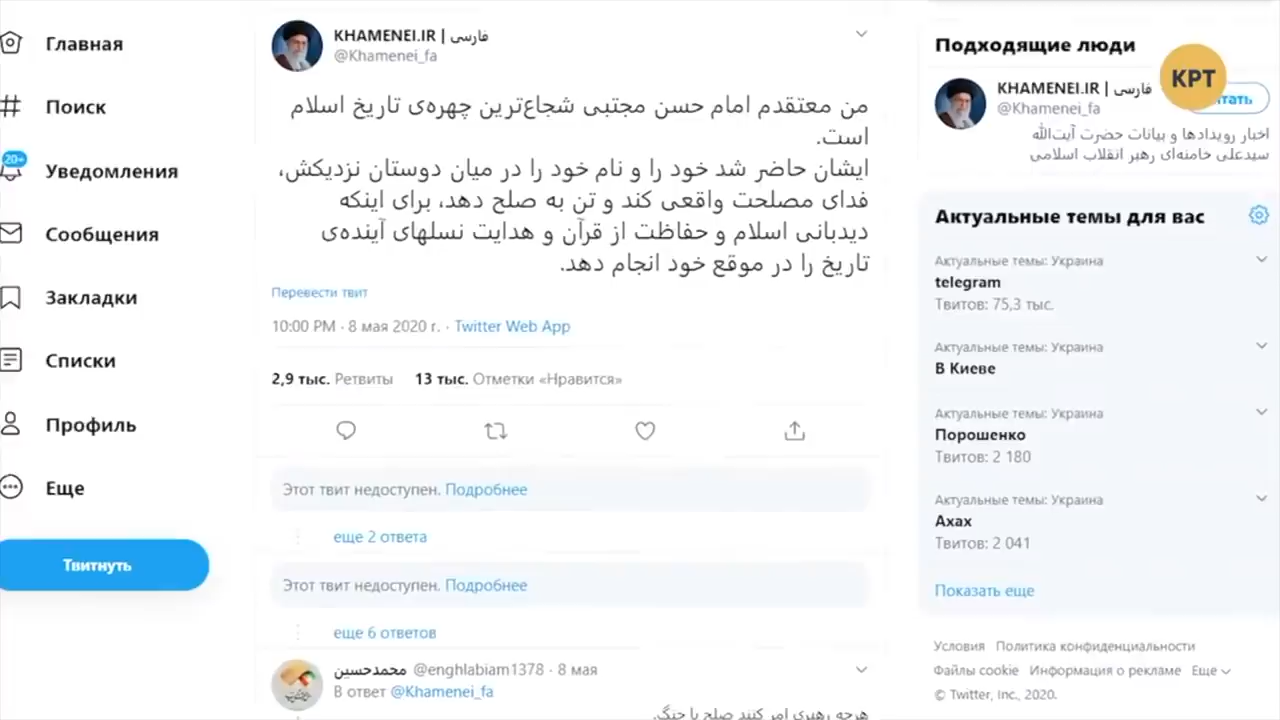 Главная
Поиск
20+
Уведомления
Сообщения
Закладки
Списки
Профиль
Еще
Твитнуть
KHAMENEI.IR | فارسی
@Khamenei_fa
من معتقدم امام حسن مجتبی شجاع‌ترین چهره‌ی تاریخ اسلام
است.
ایشان حاضر شد خود را و نام خود را در میان دوستان نزدیکش،
فدای مصلحت واقعی کند و تن به صلح دهد، برای اینکه
دیدبانی اسلام و حفاظت از قرآن و هدایت نسلهای آینده‌ی
تاریخ را در موقع خود انجام دهد.
Перевести твит
10:00 PM · 8 мая 2020 г. · Twitter Web App
2,9 тыс. Ретвиты 13 тыс. Отметки «Нравится»
Этот твит недоступен. Подробнее
еще 2 ответа
Этот твит недоступен. Подробнее
еще 6 ответов
محمدحسین @enghlabiam1378 · 8 мая
В ответ @Khamenei_fa
هرچه رهبری امر کنند صلح یا جنگ.
Подходящие люди
КРТ
KHAMENEI.IR | فارسی
@Khamenei_fa
اخبار رویدادها و بیانات حضرت آیت‌الله
سیدعلی خامنه‌ای رهبر انقلاب اسلامی
Актуальные темы для вас
Актуальные темы: Украина
telegram
Твитов: 75,3 тыс.
Актуальные темы: Украина
В Киеве
Актуальные темы: Украина
Порошенко
Твитов: 2 180
Актуальные темы: Украина
Ахах
Твитов: 2 041
Показать еще
Условия Политика конфиденциальности
Файлы cookie Информация о рекламе Еще
© Twitter, Inc., 2020.